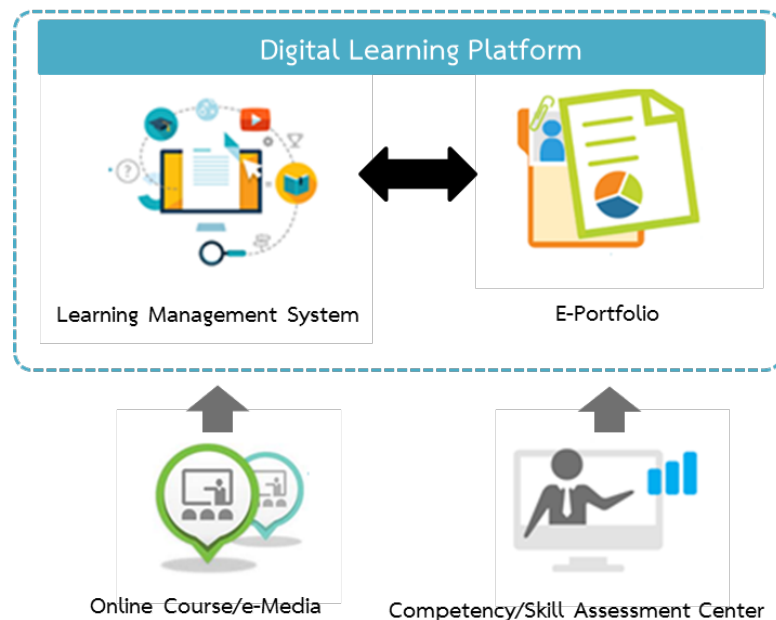 Digital Learning Platform
Learning Management System
E-Portfolio
Online Course/e-Media
Competency/Skill Assessment Center